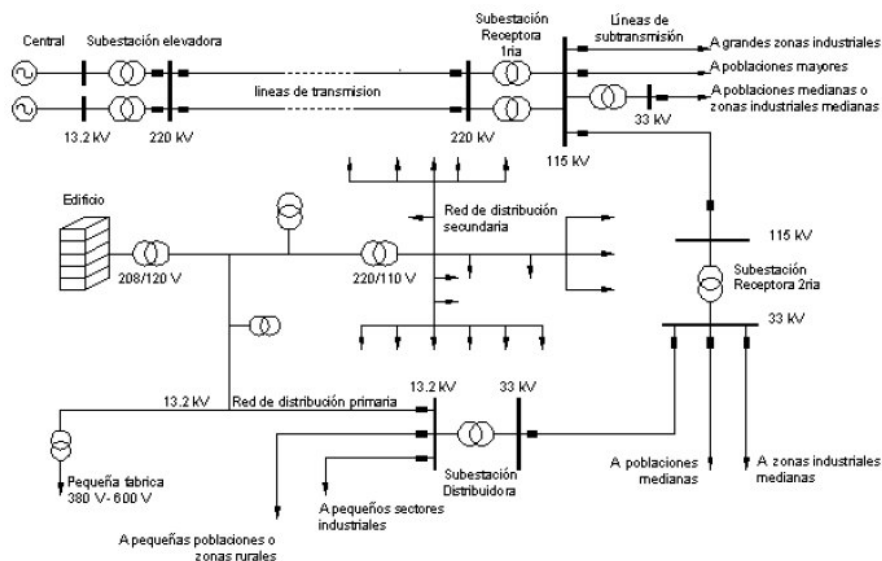 Central
Subestación elevadora
Subestación
Receptora
1ria
Líneas de
subtransmisión
A grandes zonas industriales
A poblaciones mayores
A poblaciones medianas o
zonas industriales medianas
lineas de transmision
13.2 kV
220 kV
220 kV
115 kV
33 kV
Edificio
208/120 V
220/110 V
Red de distribución
secundaria
115 kV
Subestación
Receptora 2ria
33 kV
13.2 kV
Red de distribución primaria
13.2 kV
33 kV
Subestación
Distribuidora
Pequeña fabrica
380 V- 600 V
A pequeños sectores
industriales
A pequeñas poblaciones o
zonas rurales
A poblaciones
medianas
A zonas industriales
medianas